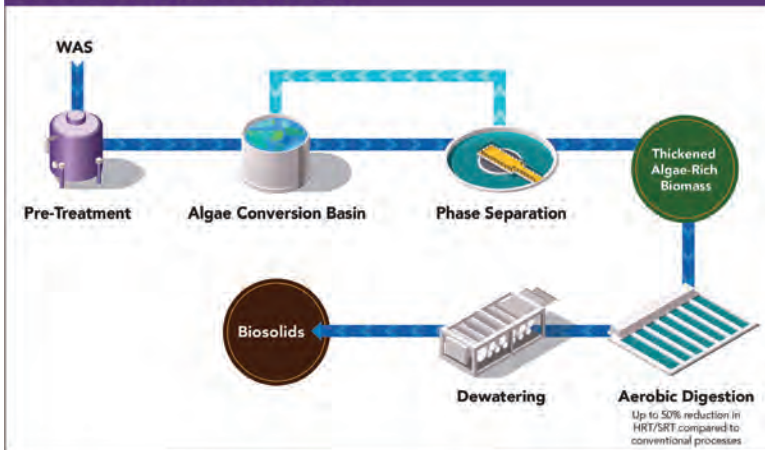 WAS
Pre-Treatment
Algae Conversion Basin
Phase Separation
Thickened
Algae-Rich
Biomass
Biosolids
Dewatering
Aerobic Digestion
Up to 50% reduction in
HRT/SRT compared to
conventional processes